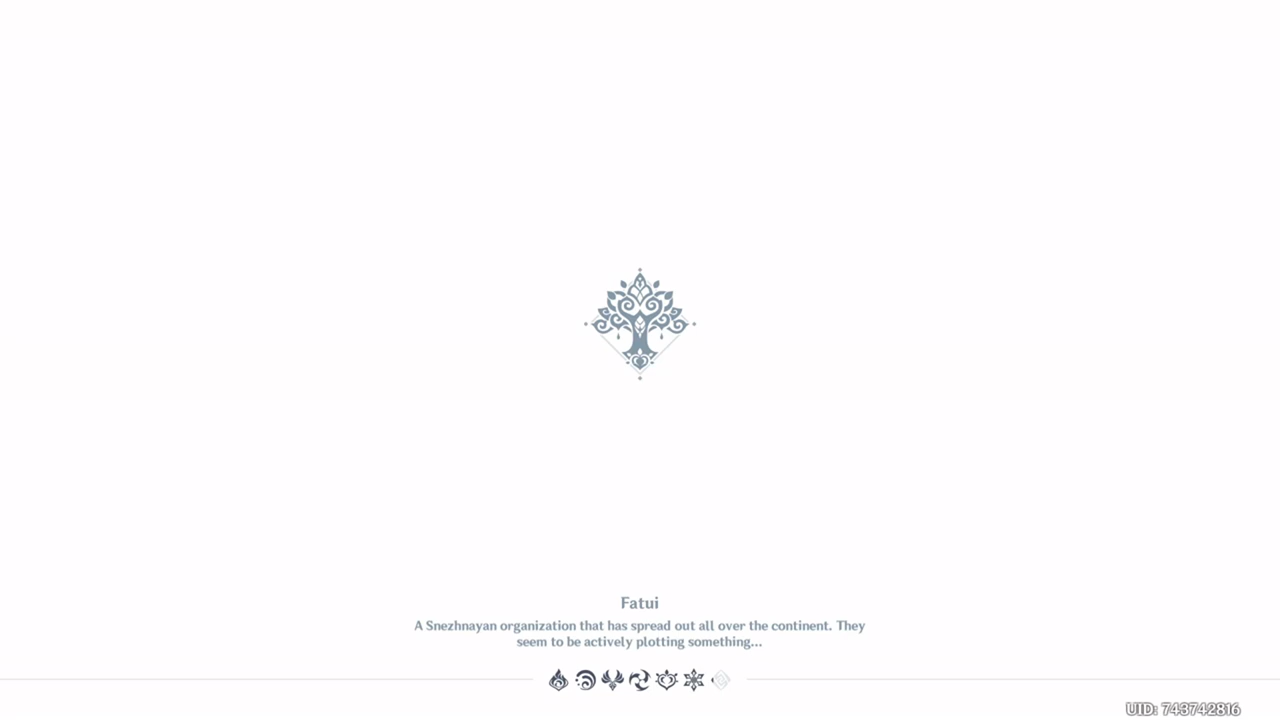 Fatui
A Snezhnayan organization that has spread out all over the continent. They
seem to be actively plotting something...
UID: 743742816